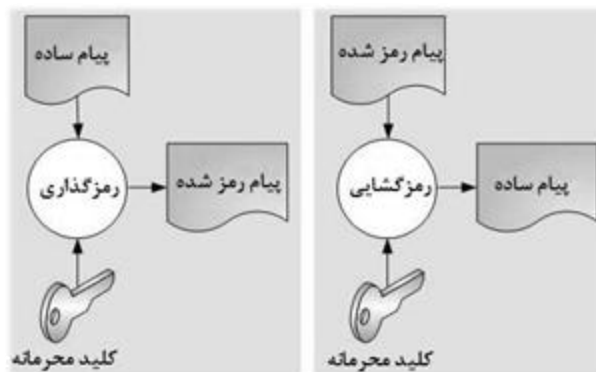 پیام رمز شده
رمزگشایی
پیام ساده
کلید محرمانه
پیام ساده
رمزگذاری
پیام رمز شده
کلید محرمانه